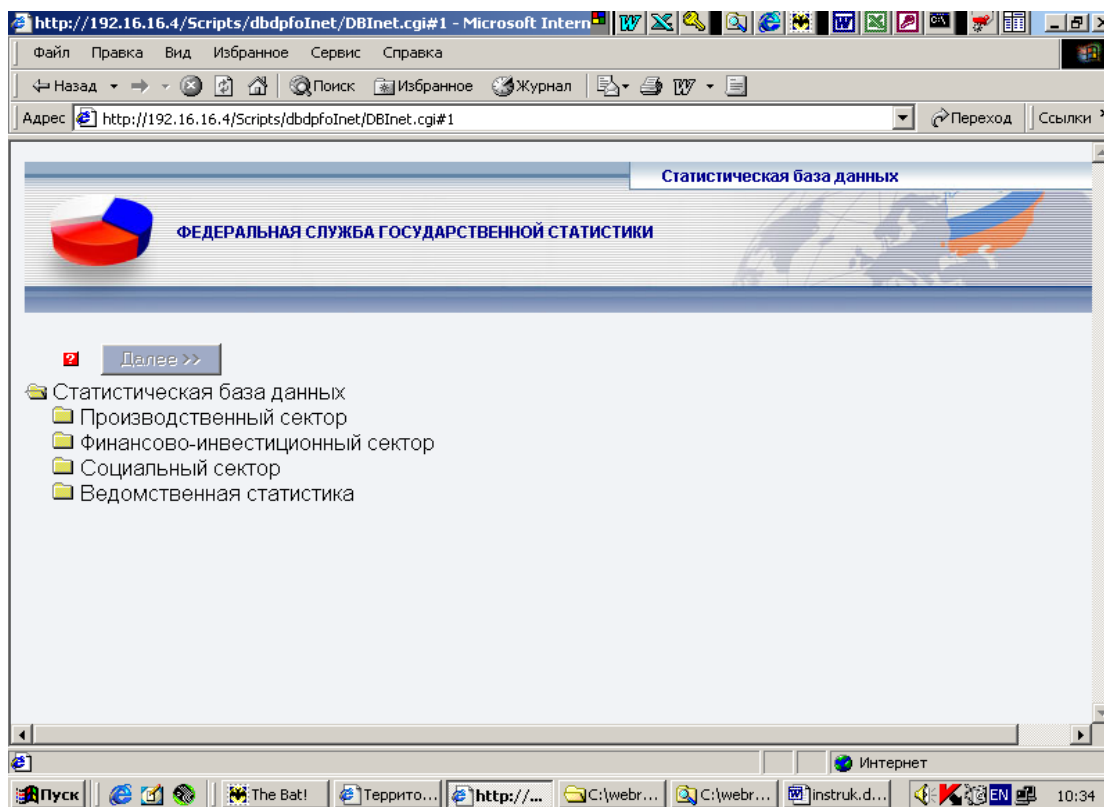 http://192.16.16.4/Scripts/dbdpfoInet/DBInet.cgi#1 - Microsoft Intern
Файл Правка Вид Избранное Сервис Справка
Назад Поиск Избранное Журнал
Адрес http://192.16.16.4/Scripts/dbdpfoInet/DBInet.cgi#1 Переход Ссылки
Статистическая база данных
ФЕДЕРАЛЬНАЯ СЛУЖБА ГОСУДАРСТВЕННОЙ СТАТИСТИКИ
? Далее >>
Статистическая база данных
Производственный сектор
Финансово-инвестиционный сектор
Социальный сектор
Ведомственная статистика
Интернет
Пуск The Bat! Террито... http://... C:\webr... C:\webr... instruk.d... EN 10:34